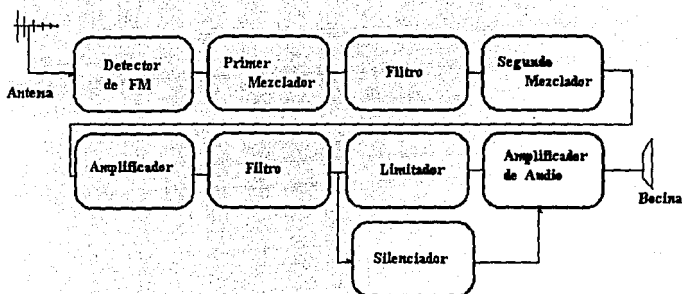 Antena
Detector
de FM
Primer
Mezclador
Filtro
Segundo
Mezclador
Amplificador
Filtro
Limitador
Amplificador
de Audio
Bocina
Silenciador